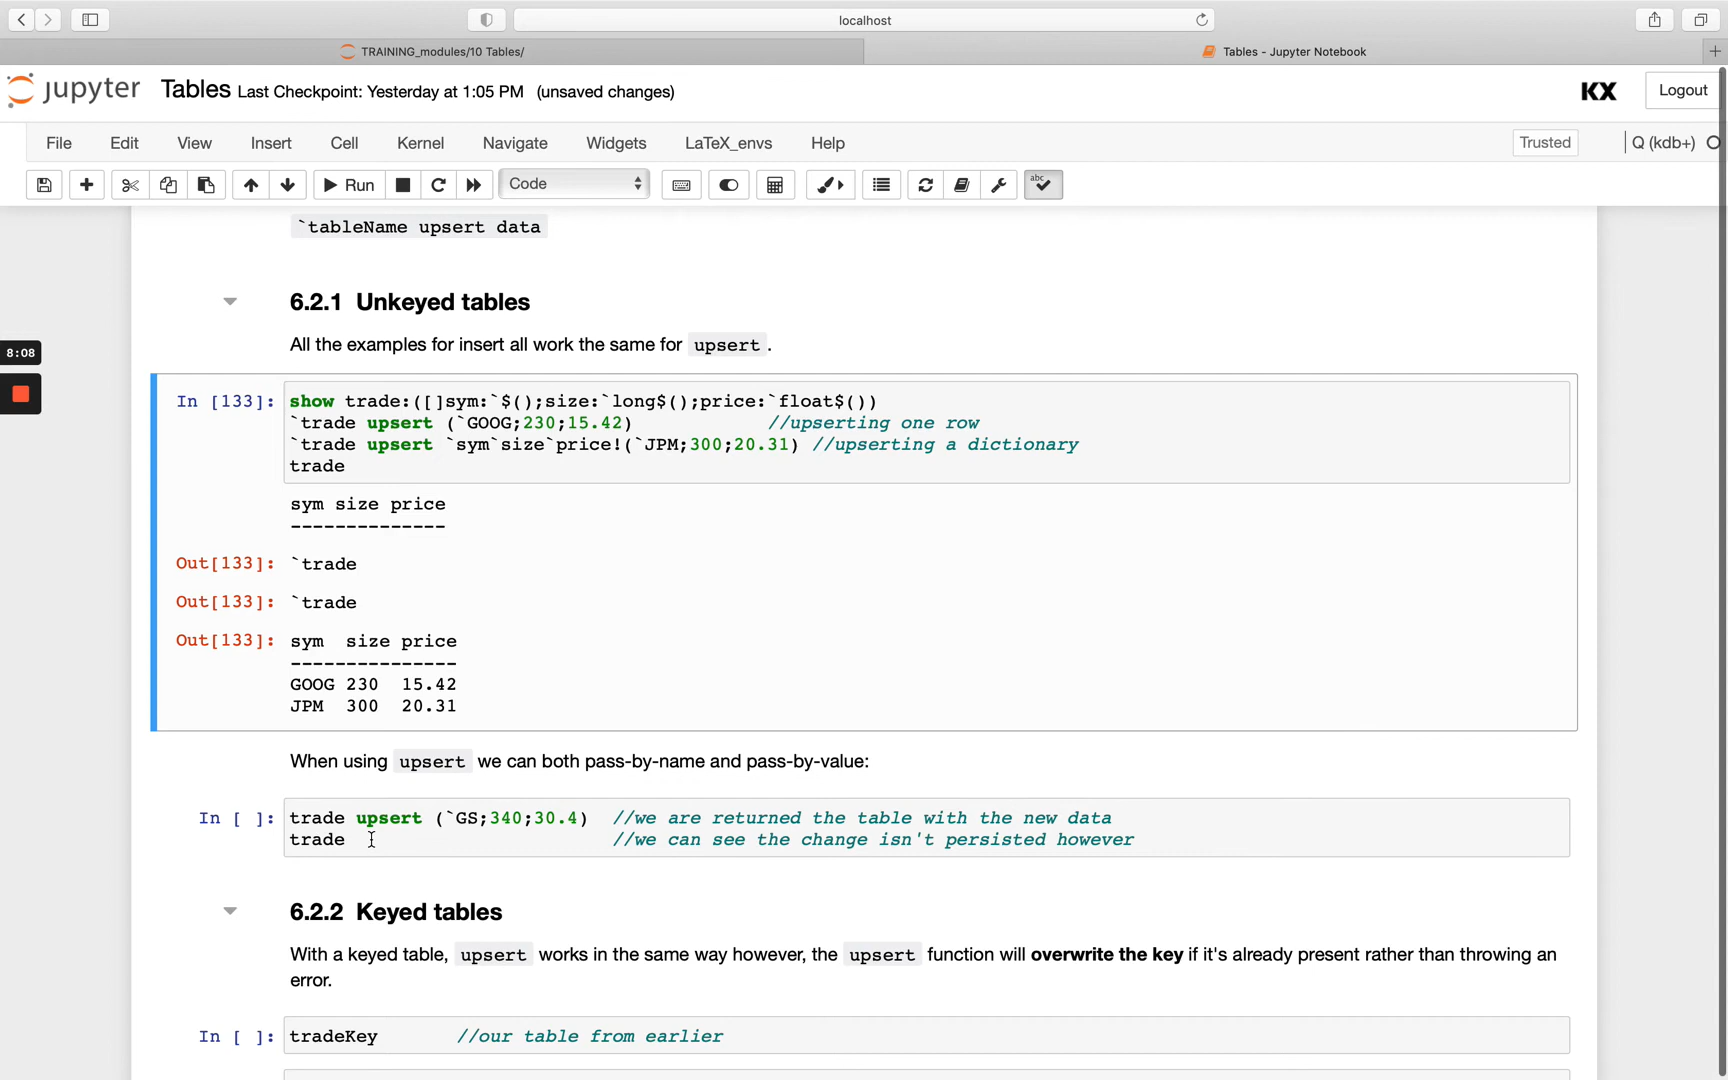 localhost
TRAINING_modules/10 Tables/
Tables - Jupyter Notebook
jupyter Tables Last Checkpoint: Yesterday at 1:05 PM (unsaved changes)
KX
Logout
File Edit View Insert Cell Kernel Navigate Widgets LaTeX_envs Help
Trusted
Q (kdb+)
Run
Code
abc
`tableName upsert data
6.2.1 Unkeyed tables
8:08
All the examples for insert all work the same for upsert .
In [133]: show trade:([]sym:`$();size:`long$();price:`float$())
`trade upsert (`GOOG;230;15.42) //upserting one row
`trade upsert `sym`size`price!(`JPM;300;20.31) //upserting a dictionary
trade
sym size price
--------------
Out[133]: `trade
Out[133]: `trade
Out[133]: sym size price
---------------
GOOG 230 15.42
JPM 300 20.31
When using upsert we can both pass-by-name and pass-by-value:
In [ ]: trade upsert (`GS;340;30.4) //we are returned the table with the new data
trade //we can see the change isn't persisted however
6.2.2 Keyed tables
With a keyed table, upsert works in the same way however, the upsert function will overwrite the key if it's already present rather than throwing an
error.
In [ ]: tradeKey //our table from earlier